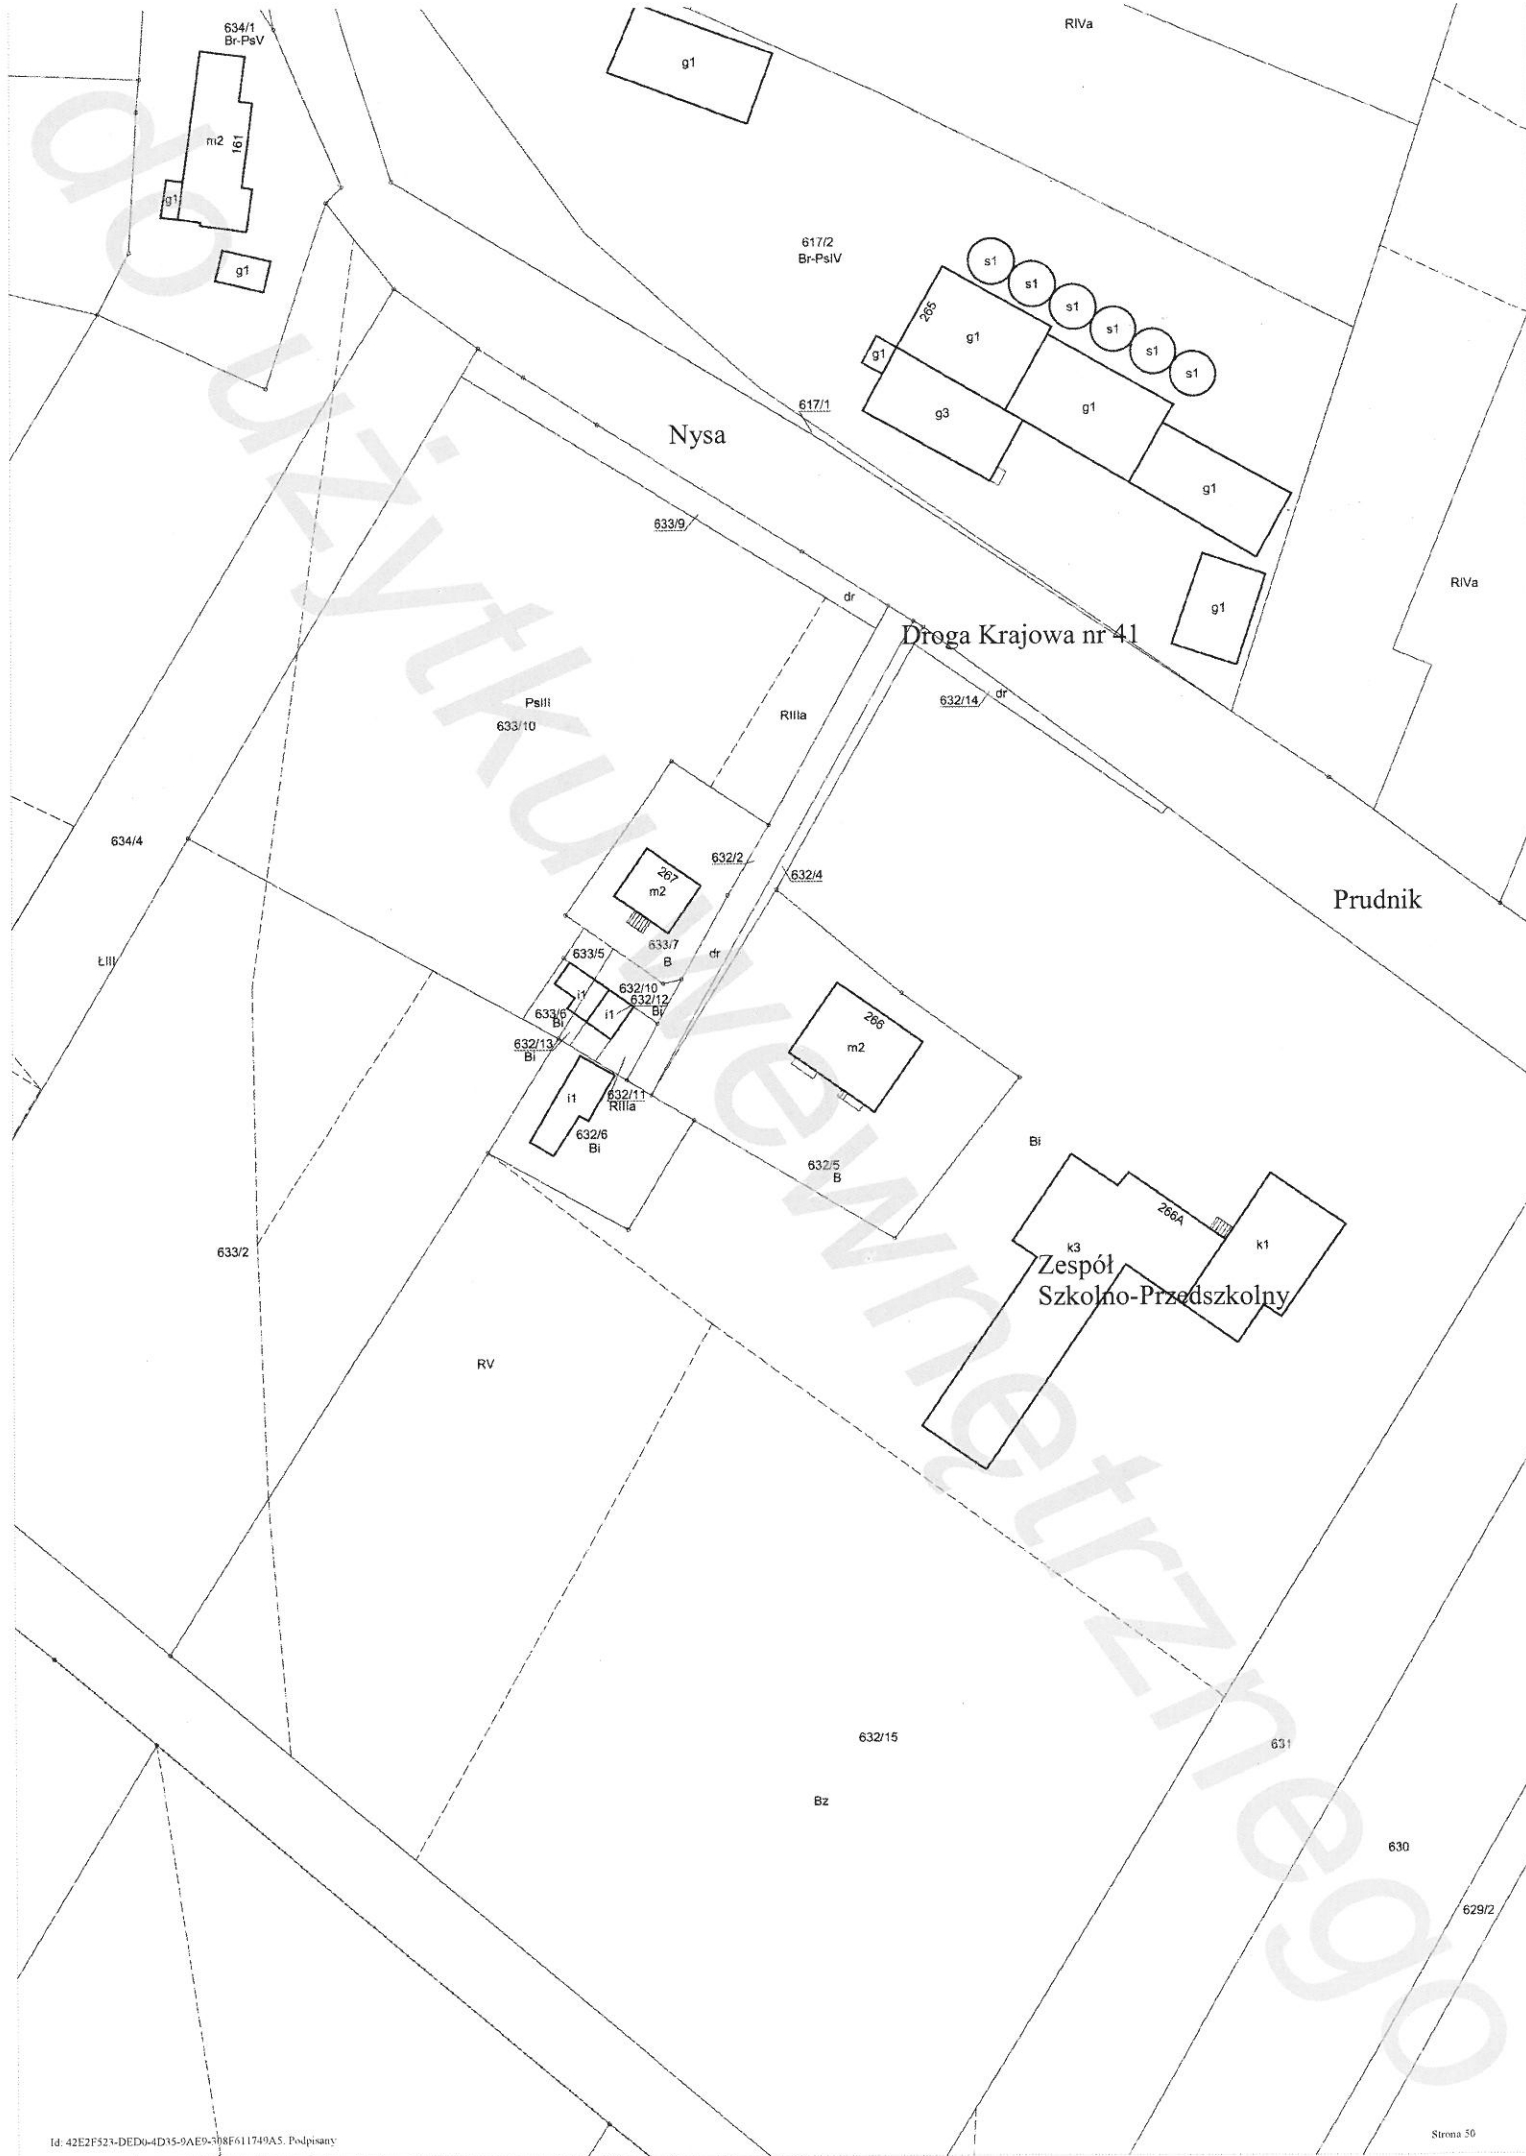 634/1
Br-PsV
RIVa
g1
m2
161
g1
g1
617/2
Br-PsIV
s1
s1
s1
s1
s1
s1
265
g1
g1
g3
g1
g1
617/1
Nysa
633/9
dr
g1
RIVa
Droga Krajowa nr 41
632/14
dr
PsIII
633/10
RIIIa
634/4
632/2
632/4
267
m2
Prudnik
ŁIII
633/7
B
dr
633/5
632/10
632/12
Bi
i1
i1
633/6
Bi
632/13
Bi
266
m2
i1
632/11
RIIIa
632/6
Bi
632/5
B
Bi
266A
k3
k1
Zespół
Szkolno-Przedszkolny
633/2
RV
632/15
631
Bz
630
629/2
do użytku wewnętrznego
Id: 42E2F523-DED0-4D35-9AE9-308F611749A5. Podpisany
Strona 50